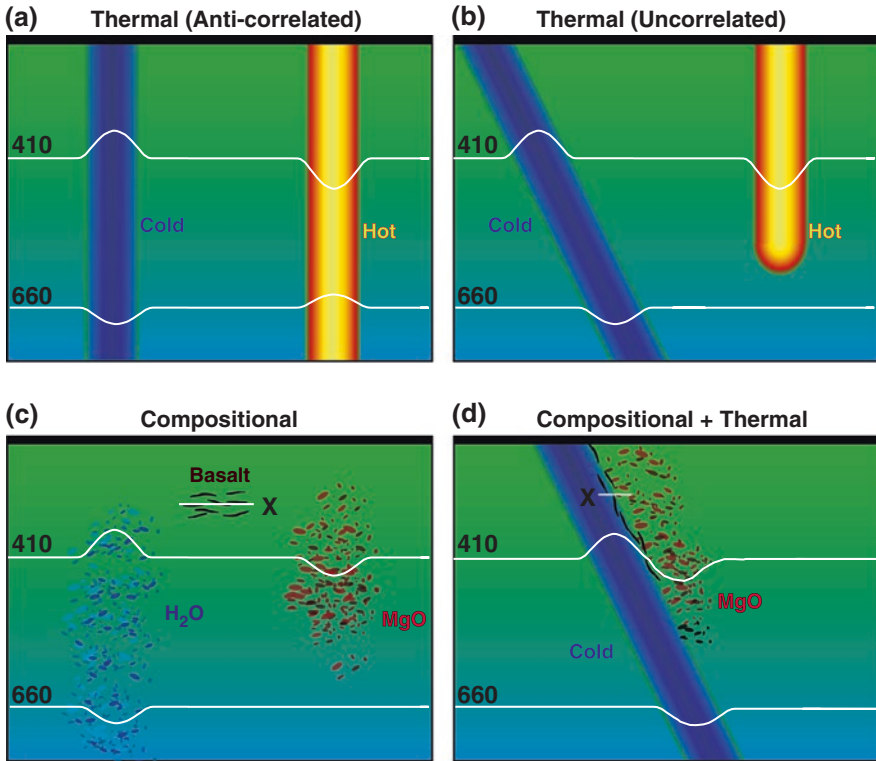 (a) Thermal (Anti-correlated)
410
Cold
Hot
660
(b) Thermal (Uncorrelated)
410
Cold
Hot
660
(c) Compositional
Basalt
X
410
H₂O
MgO
660
(d) Compositional + Thermal
X
410
MgO
Cold
660